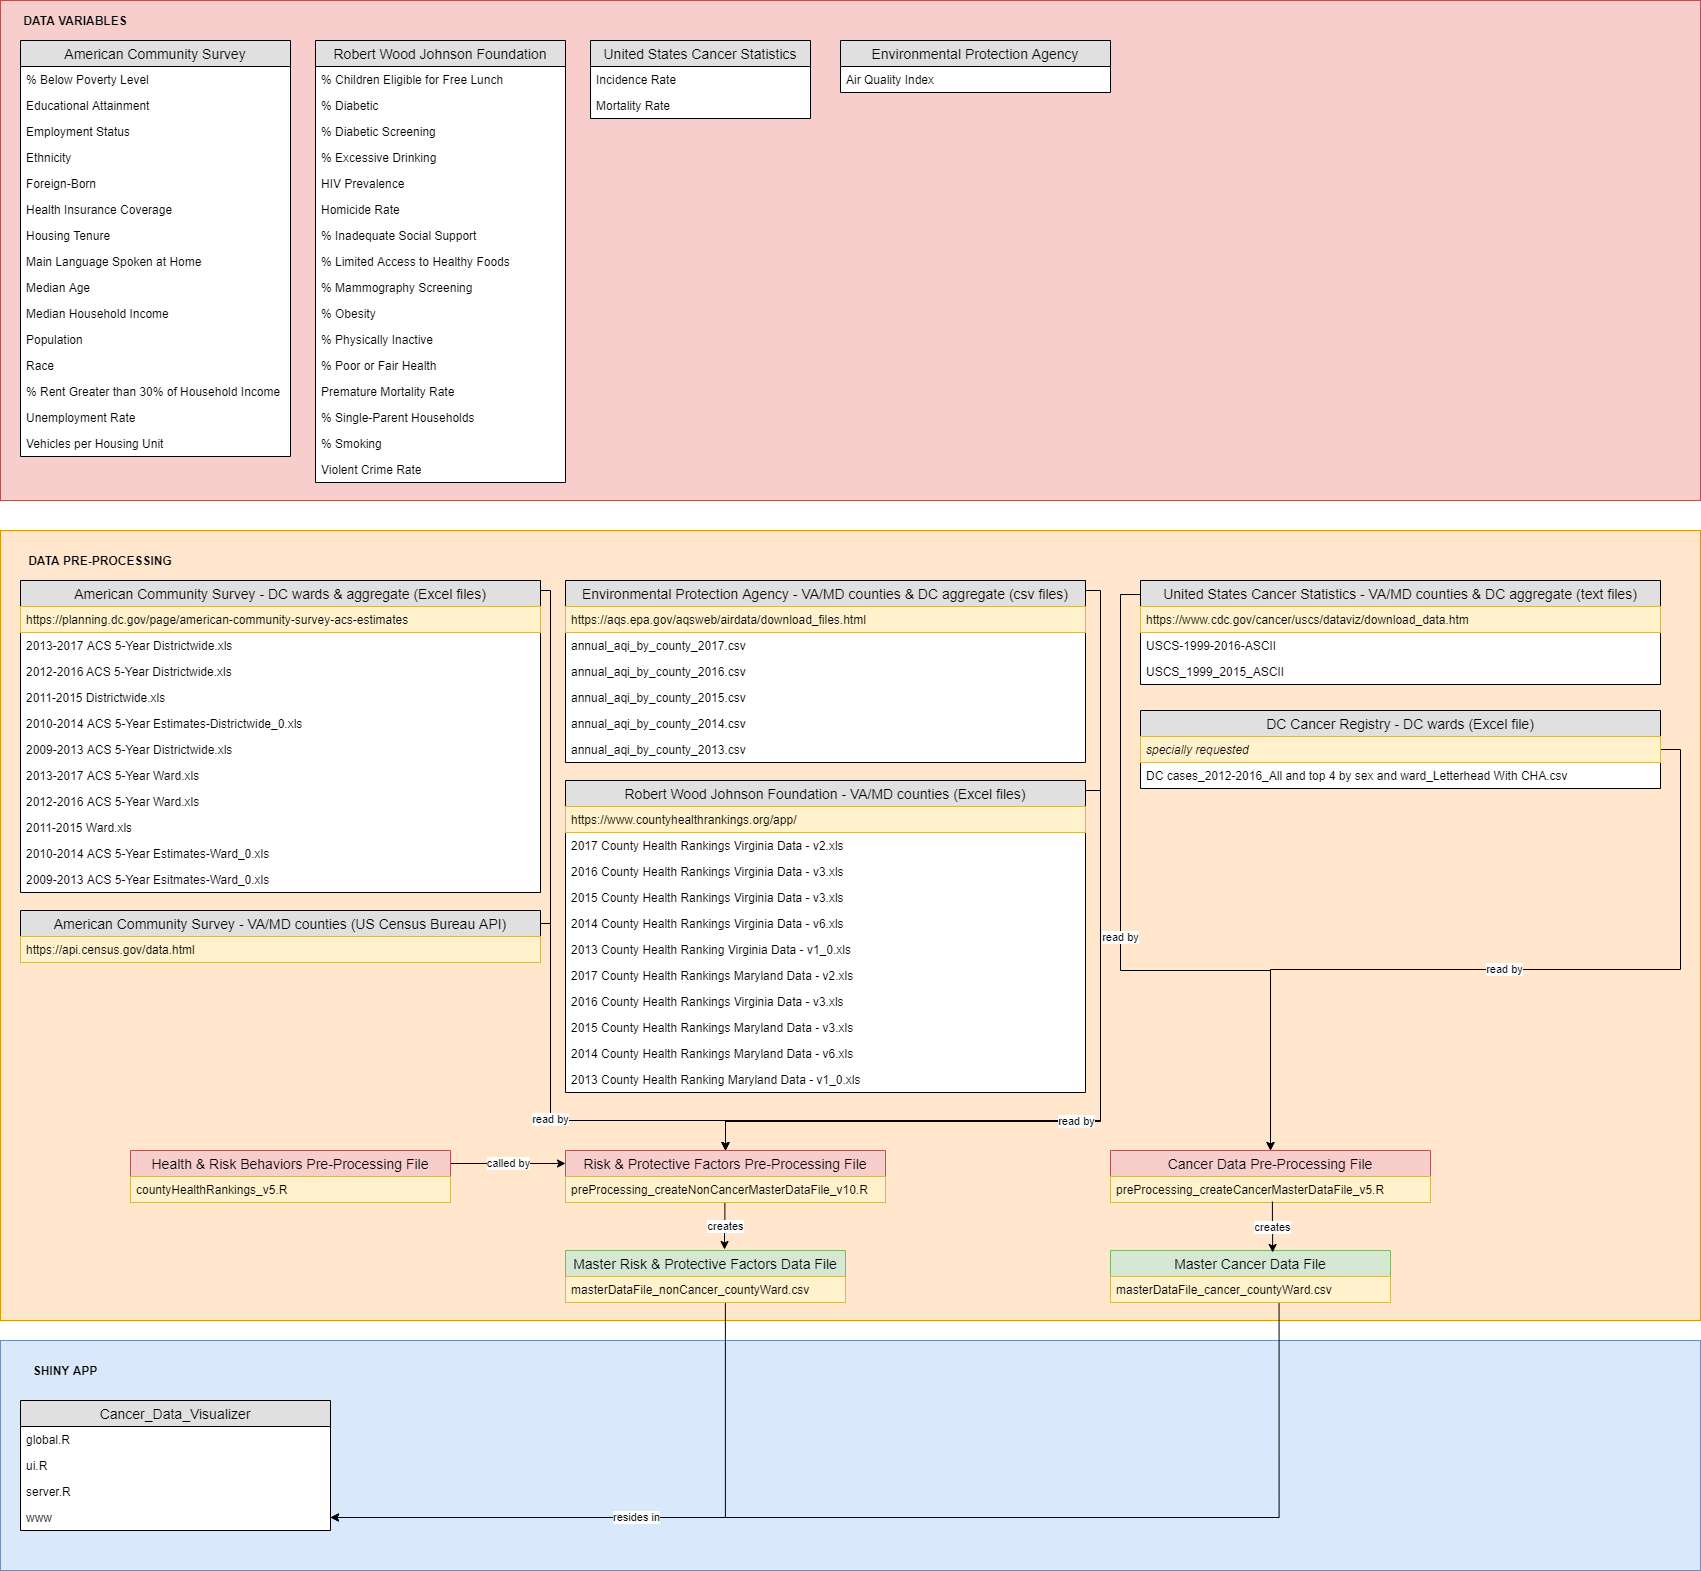 DATA VARIABLES
American Community Survey
% Below Poverty Level
Educational Attainment
Employment Status
Ethnicity
Foreign-Born
Health Insurance Coverage
Housing Tenure
Main Language Spoken at Home
Median Age
Median Household Income
Population
Race
% Rent Greater than 30% of Household Income
Unemployment Rate
Vehicles per Housing Unit
Robert Wood Johnson Foundation
% Children Eligible for Free Lunch
% Diabetic
% Diabetic Screening
% Excessive Drinking
HIV Prevalence
Homicide Rate
% Inadequate Social Support
% Limited Access to Healthy Foods
% Mammography Screening
% Obesity
% Physically Inactive
% Poor or Fair Health
Premature Mortality Rate
% Single-Parent Households
% Smoking
Violent Crime Rate
United States Cancer Statistics
Incidence Rate
Mortality Rate
Environmental Protection Agency
Air Quality Index
DATA PRE-PROCESSING
American Community Survey - DC wards & aggregate (Excel files)
https://planning.dc.gov/page/american-community-survey-acs-estimates
2013-2017 ACS 5-Year Districtwide.xls
2012-2016 ACS 5-Year Districtwide.xls
2011-2015 Districtwide.xls
2010-2014 ACS 5-Year Estimates-Districtwide_0.xls
2009-2013 ACS 5-Year Districtwide.xls
2013-2017 ACS 5-Year Ward.xls
2012-2016 ACS 5-Year Ward.xls
2011-2015 Ward.xls
2010-2014 ACS 5-Year Estimates-Ward_0.xls
2009-2013 ACS 5-Year Esitmates-Ward_0.xls
American Community Survey - VA/MD counties (US Census Bureau API)
https://api.census.gov/data.html
Environmental Protection Agency - VA/MD counties & DC aggregate (csv files)
https://aqs.epa.gov/aqsweb/airdata/download_files.html
annual_aqi_by_county_2017.csv
annual_aqi_by_county_2016.csv
annual_aqi_by_county_2015.csv
annual_aqi_by_county_2014.csv
annual_aqi_by_county_2013.csv
Robert Wood Johnson Foundation - VA/MD counties (Excel files)
https://www.countyhealthrankings.org/app/
2017 County Health Rankings Virginia Data - v2.xls
2016 County Health Rankings Virginia Data - v3.xls
2015 County Health Rankings Virginia Data - v3.xls
2014 County Health Rankings Virginia Data - v6.xls
2013 County Health Ranking Virginia Data - v1_0.xls
2017 County Health Rankings Maryland Data - v2.xls
2016 County Health Rankings Virginia Data - v3.xls
2015 County Health Rankings Maryland Data - v3.xls
2014 County Health Rankings Maryland Data - v6.xls
2013 County Health Ranking Maryland Data - v1_0.xls
United States Cancer Statistics - VA/MD counties & DC aggregate (text files)
https://www.cdc.gov/cancer/uscs/dataviz/download_data.htm
USCS-1999-2016-ASCII
USCS_1999_2015_ASCII
DC Cancer Registry - DC wards (Excel file)
specially requested
DC cases_2012-2016_All and top 4 by sex and ward_Letterhead With CHA.csv
read by
read by
read by
read by
Health & Risk Behaviors Pre-Processing File
countyHealthRankings_v5.R
called by
Risk & Protective Factors Pre-Processing File
preProcessing_createNonCancerMasterDataFile_v10.R
Cancer Data Pre-Processing File
preProcessing_createCancerMasterDataFile_v5.R
creates
creates
Master Risk & Protective Factors Data File
masterDataFile_nonCancer_countyWard.csv
Master Cancer Data File
masterDataFile_cancer_countyWard.csv
SHINY APP
Cancer_Data_Visualizer
global.R
ui.R
server.R
www
resides in